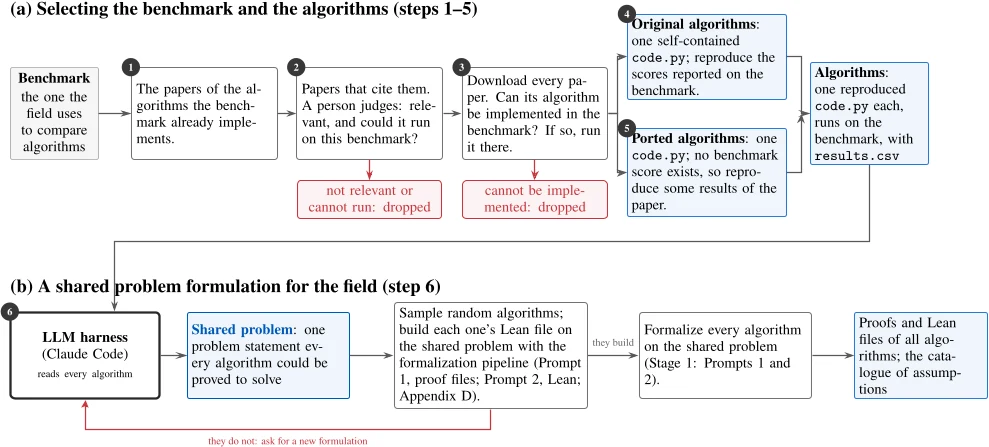 (a) Selecting the benchmark and the algorithms (steps 1–5)
Benchmark
the one the
field uses
to compare
algorithms
1
The papers of the al-
gorithms the bench-
mark already imple-
ments.
2
Papers that cite them.
A person judges: rele-
vant, and could it run
on this benchmark?
not relevant or
cannot run: dropped
3
Download every pa-
per. Can its algorithm
be implemented in the
benchmark? If so, run
it there.
cannot be imple-
mented: dropped
4
Original algorithms:
one self-contained
code.py; reproduce the
scores reported on the
benchmark.
5
Ported algorithms: one
code.py; no benchmark
score exists, so repro-
duce some results of the
paper.
Algorithms:
one reproduced
code.py each,
runs on the
benchmark, with
results.csv
(b) A shared problem formulation for the field (step 6)
6
LLM harness
(Claude Code)
reads every algorithm
Shared problem: one
problem statement ev-
ery algorithm could be
proved to solve
Sample random algorithms;
build each one's Lean file on
the shared problem with the
formalization pipeline (Prompt
1, proof files; Prompt 2, Lean;
Appendix D).
they build
Formalize every algorithm
on the shared problem
(Stage 1: Prompts 1 and
2).
Proofs and Lean
files of all algo-
rithms; the cata-
logue of assump-
tions
they do not: ask for a new formulation